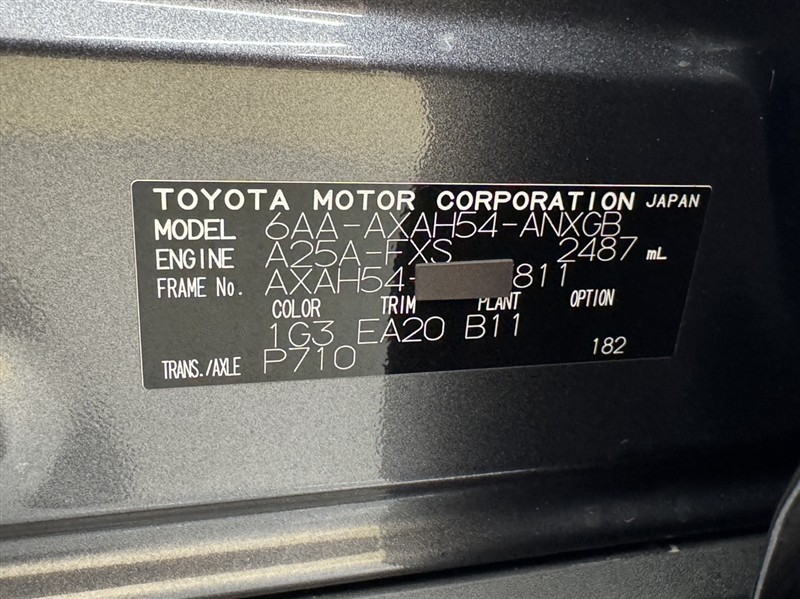 TOYOTA MOTOR CORPORATION JAPAN
MODEL 6AA-AXAH54-ANXGB
ENGINE A25A-FXS 2487 mL
FRAME No. AXAH54- 811
COLOR TRIM PLANT OPTION
1G3 EA20 B11
182
TRANS./AXLE P710